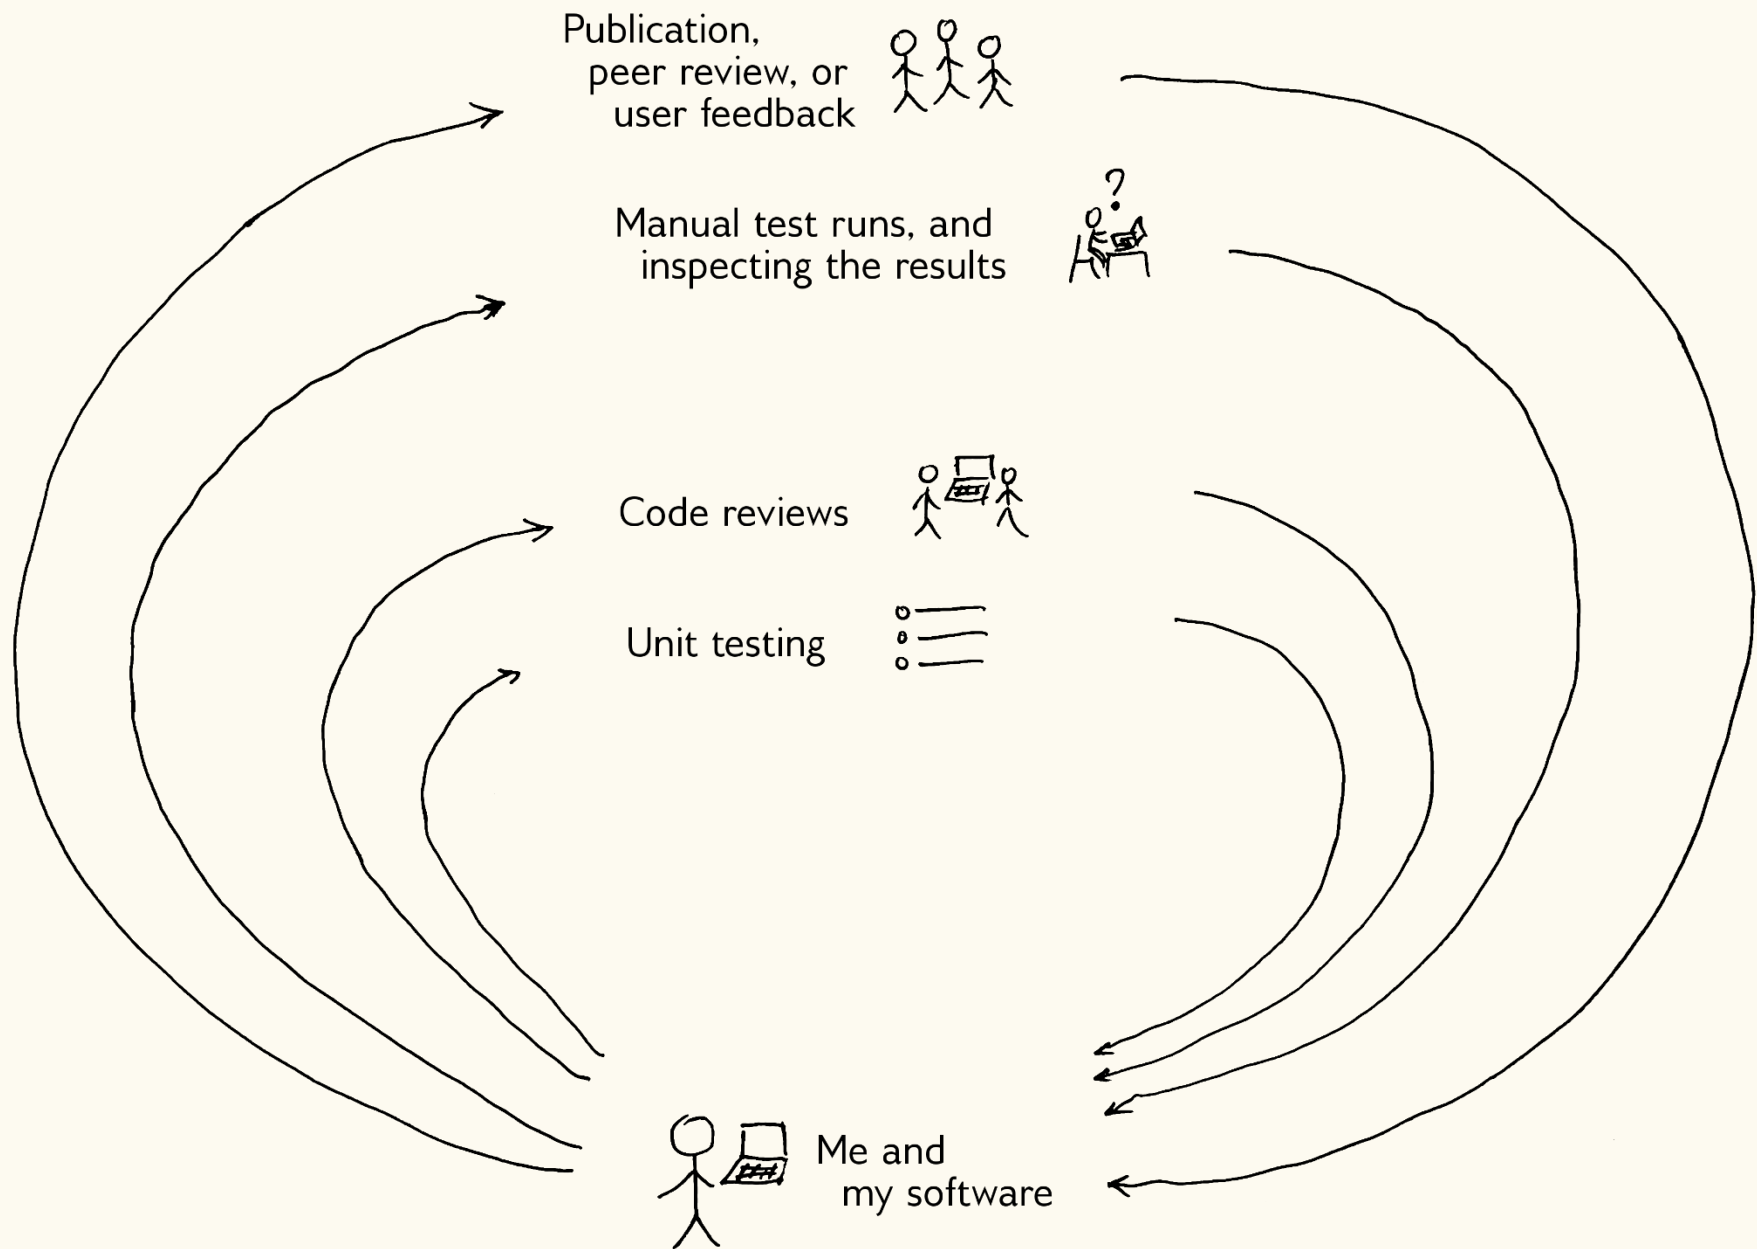 Publication,
peer review, or
user feedback
?
Manual test runs, and
inspecting the results
Code reviews
Unit testing
Me and
my software